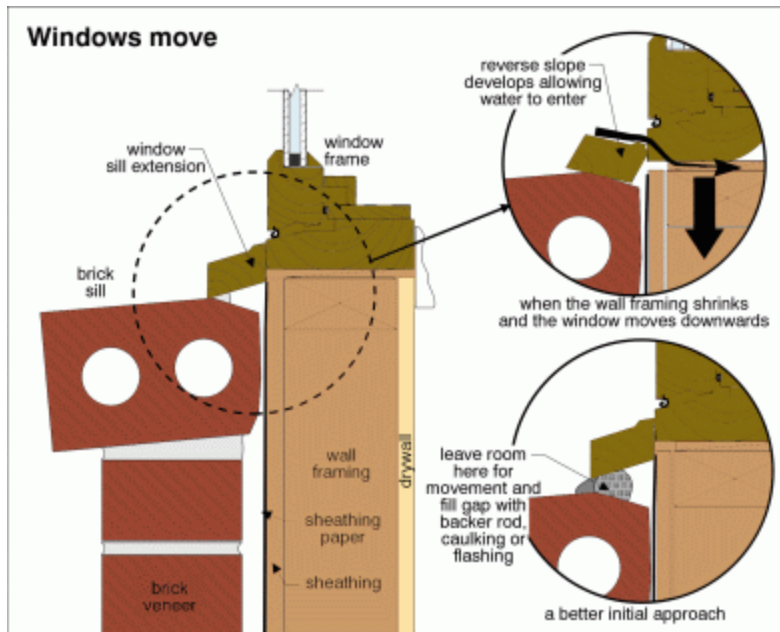 Windows move
reverse slope
develops allowing
water to enter
window
sill extension
window
frame
brick
sill
when the wall framing shrinks
and the window moves downwards
leave room
here for
movement and
fill gap with
backer rod,
caulking or
flashing
wall
framing
drywall
sheathing
paper
sheathing
brick
veneer
a better initial approach